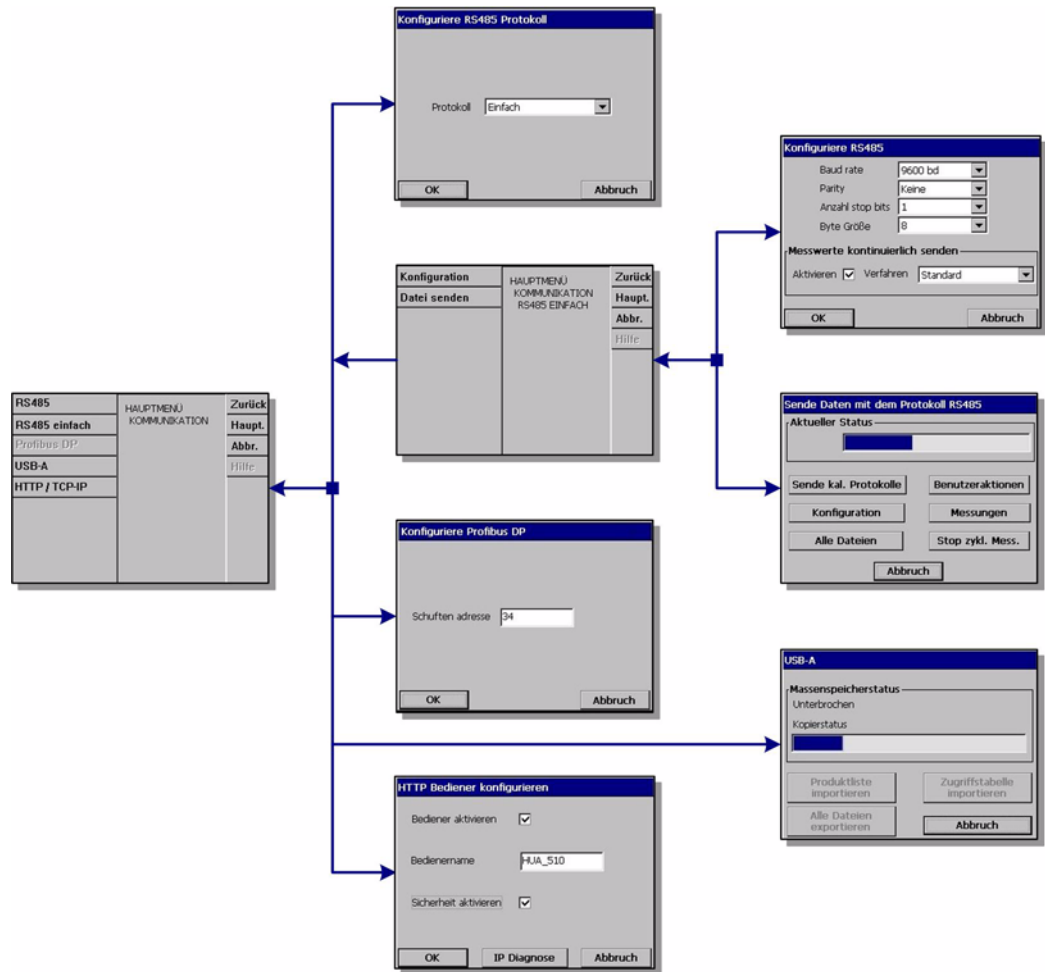 Konfiguriere RS485 Protokoll
Protokoll Einfach
OK Abbruch
Konfiguriere RS485
Baud rate 9600 bd
Parity Keine
Anzahl stop bits 1
Byte Größe 8
Messwerte kontinuierlich senden
Aktivieren Verfahren Standard
OK Abbruch
Konfiguration
Datei senden
HAUPTMENÜ
KOMMUNIKATION
RS485 EINFACH
Zurück
Haupt.
Abbr.
Hilfe
RS485
RS485 einfach
Profibus DP
USB-A
HTTP / TCP-IP
HAUPTMENÜ
KOMMUNIKATION
Zurück
Haupt.
Abbr.
Hilfe
Sende Daten mit dem Protokoll RS485
Aktueller Status
Sende kal. Protokolle Benutzeraktionen
Konfiguration Messungen
Alle Dateien Stop zykl. Mess.
Abbruch
Konfiguriere Profibus DP
Schuften adresse 34
OK Abbruch
USB-A
Massenspeicherstatus
Unterbrochen
Kopierstatus
Produktliste importieren
Zugriffstabelle importieren
Alle Dateien exportieren
Abbruch
HTTP Bediener konfigurieren
Bediener aktivieren
Bedienername HUA_510
Sicherheit aktivieren
OK IP Diagnose Abbruch